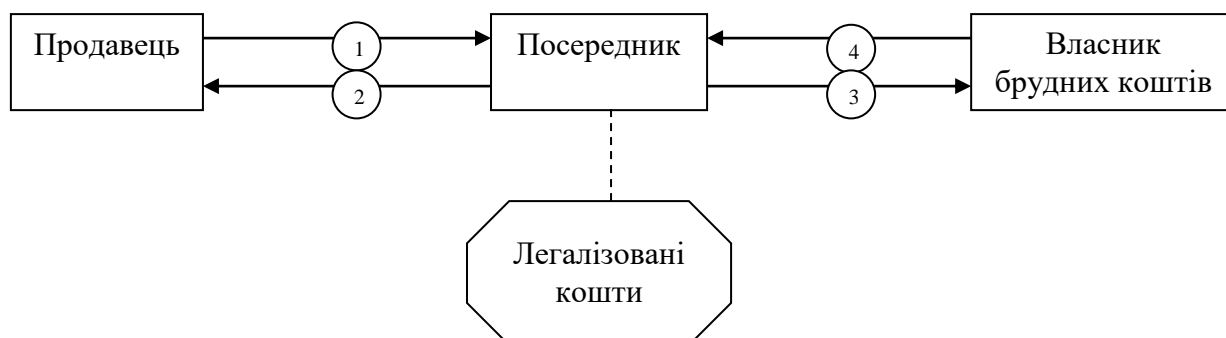 Продавець
1
2
Посередник
4
3
Власник
брудних коштів
Легалізовані
кошти